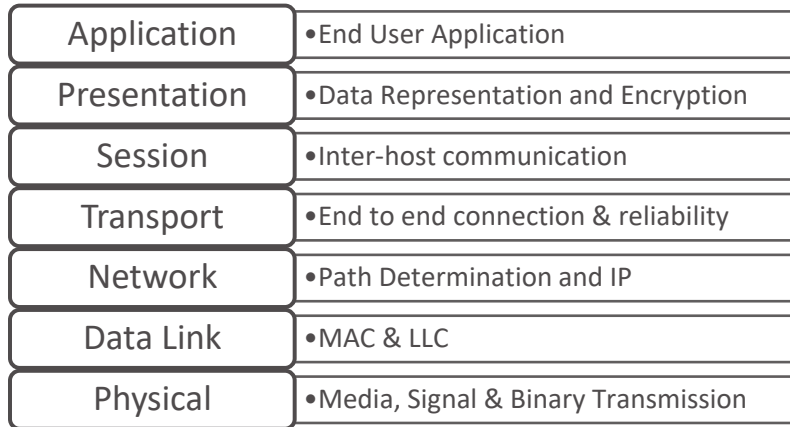 Application
•End User Application
Presentation
•Data Representation and Encryption
Session
•Inter-host communication
Transport
•End to end connection & reliability
Network
•Path Determination and IP
Data Link
•MAC & LLC
Physical
•Media, Signal & Binary Transmission